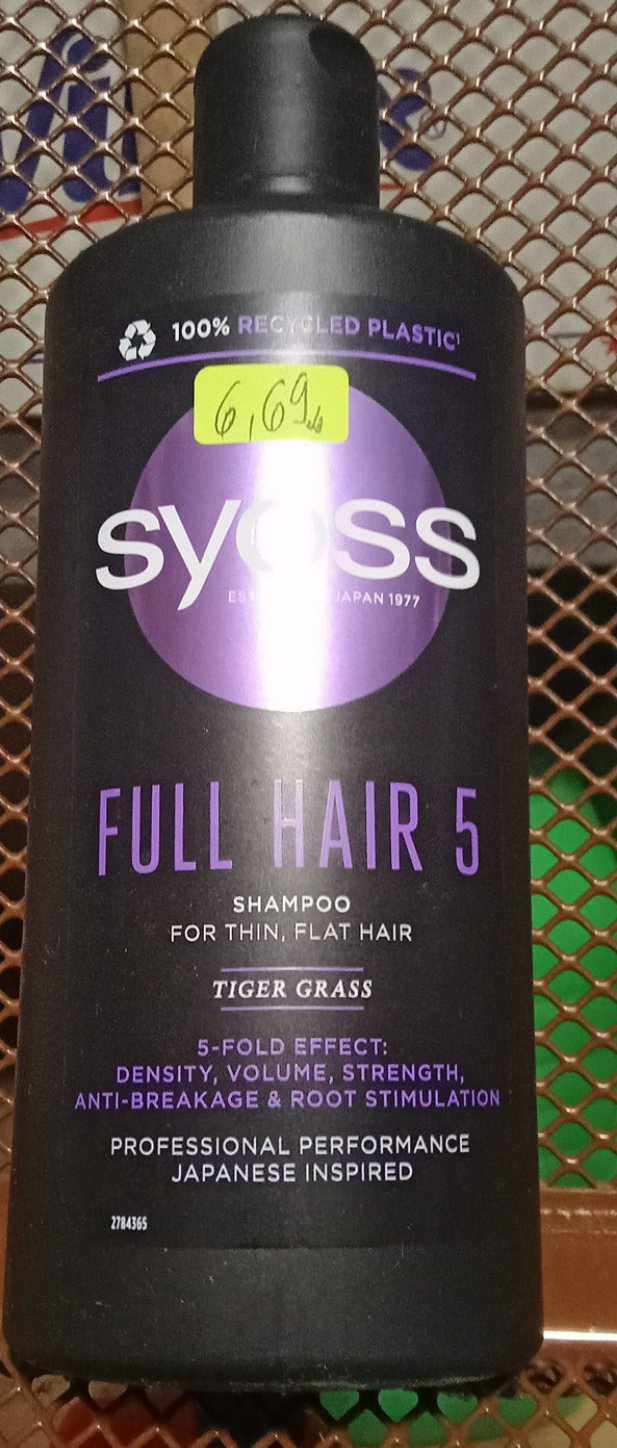 100% RECYCLED PLASTIC¹
6,69
syoss
JAPAN 1977
FULL HAIR 5
SHAMPOO
FOR THIN, FLAT HAIR
TIGER GRASS
5-FOLD EFFECT:
DENSITY, VOLUME, STRENGTH,
ANTI-BREAKAGE & ROOT STIMULATION
PROFESSIONAL PERFORMANCE
JAPANESE INSPIRED
2784365